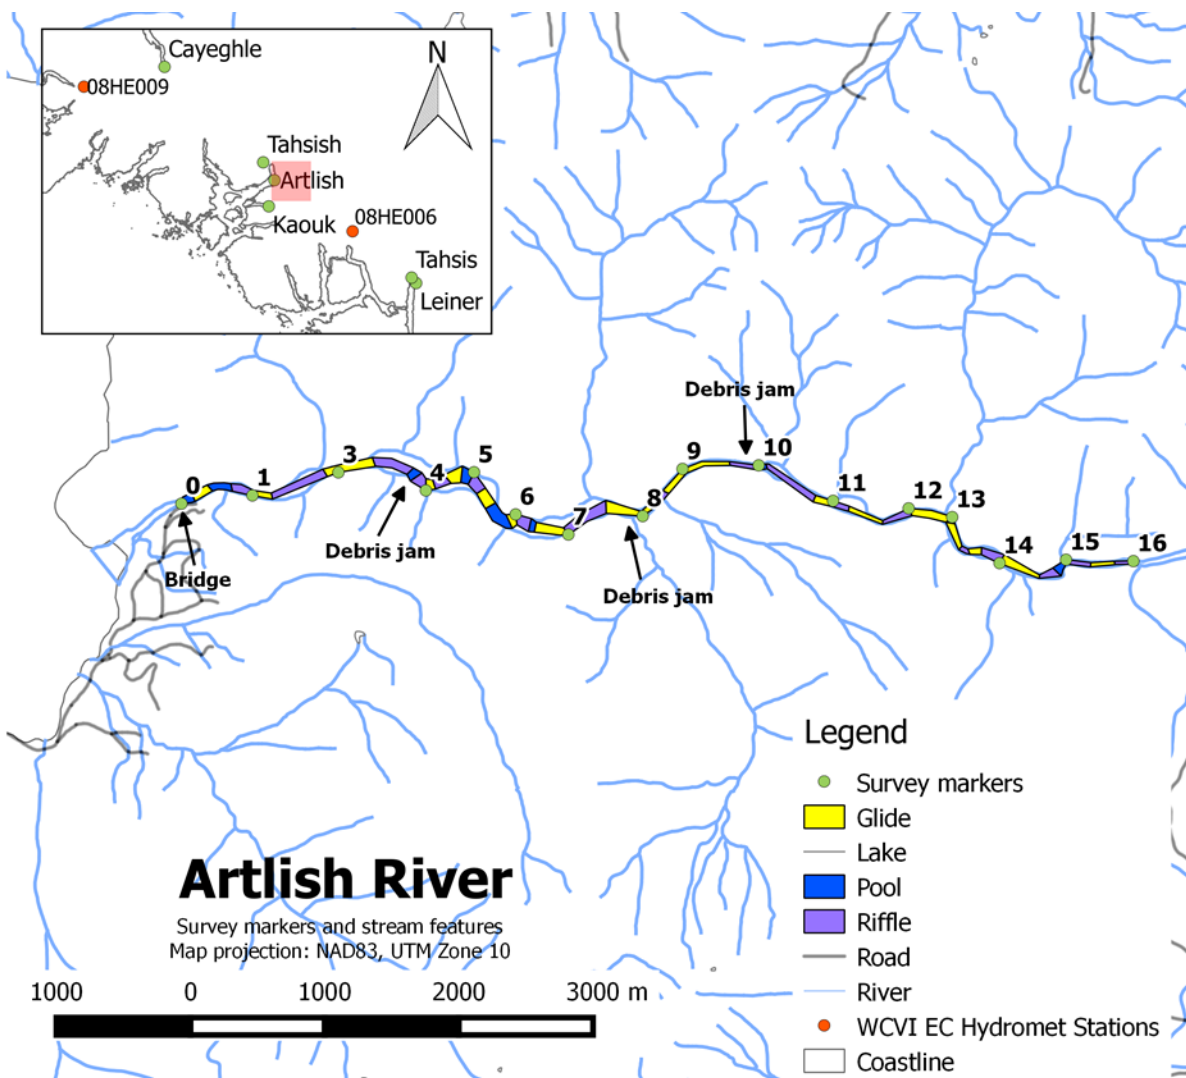 Cayeghle
08HE009
N
Tahsish
Artlish
Kaouk
08HE006
Tahsis
Leiner
Debris jam
0
1
3
4
5
6
7
8
9
10
11
12
13
14
15
16
Debris jam
Bridge
Debris jam
Legend
Survey markers
Glide
Lake
Pool
Riffle
Road
River
WCVI EC Hydromet Stations
Coastline
Artlish River
Survey markers and stream features
Map projection: NAD83, UTM Zone 10
1000 0 1000 2000 3000 m